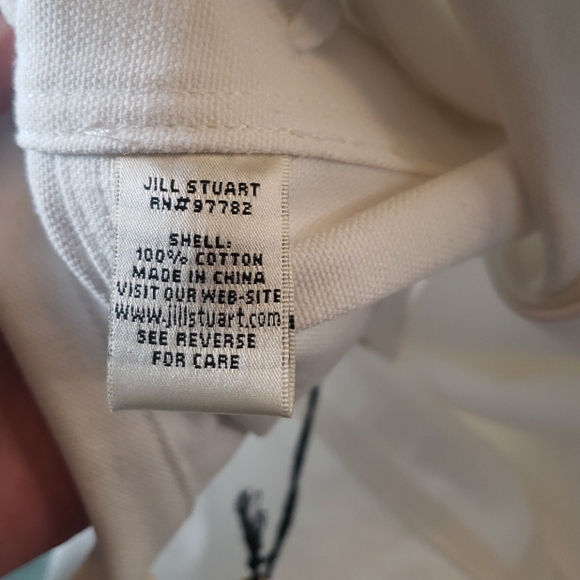 JILL STUART
RN#97782
SHELL:
100% COTTON
MADE IN CHINA
VISIT OUR WEB-SITE
www.jillstuart.com
SEE REVERSE
FOR CARE